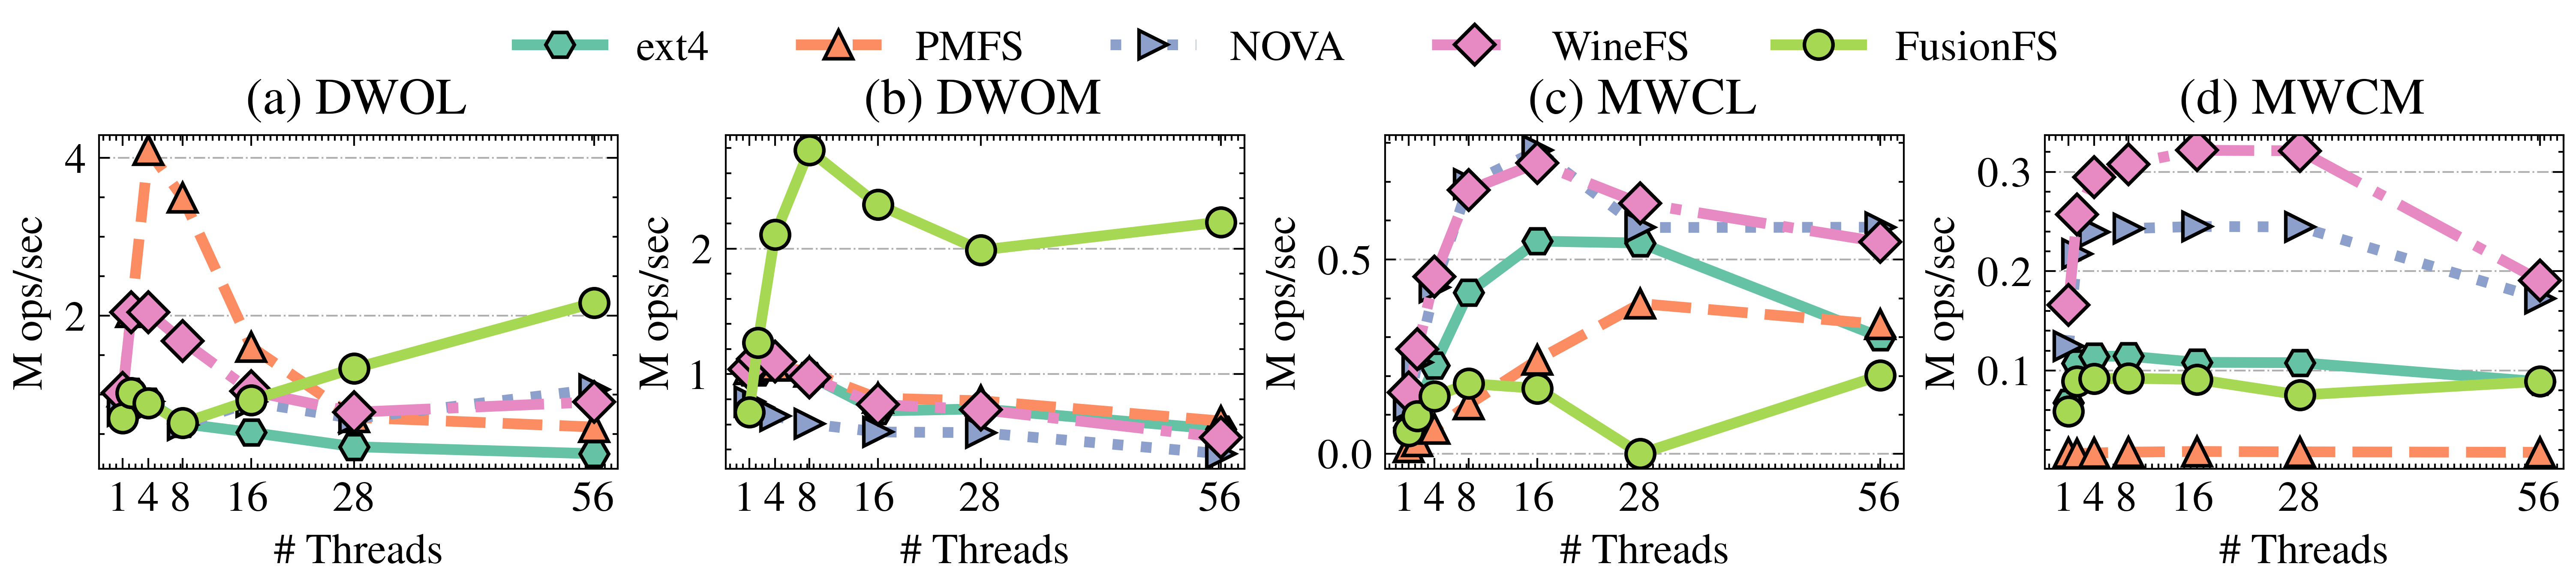 ext4 PMFS NOVA WineFS FusionFS
(a) DWOL
M ops/sec
4
2
1 4 8 16 28 56
# Threads
(b) DWOM
M ops/sec
2
1
1 4 8 16 28 56
# Threads
(c) MWCL
M ops/sec
0.5
0.0
1 4 8 16 28 56
# Threads
(d) MWCM
M ops/sec
0.3
0.2
0.1
1 4 8 16 28 56
# Threads